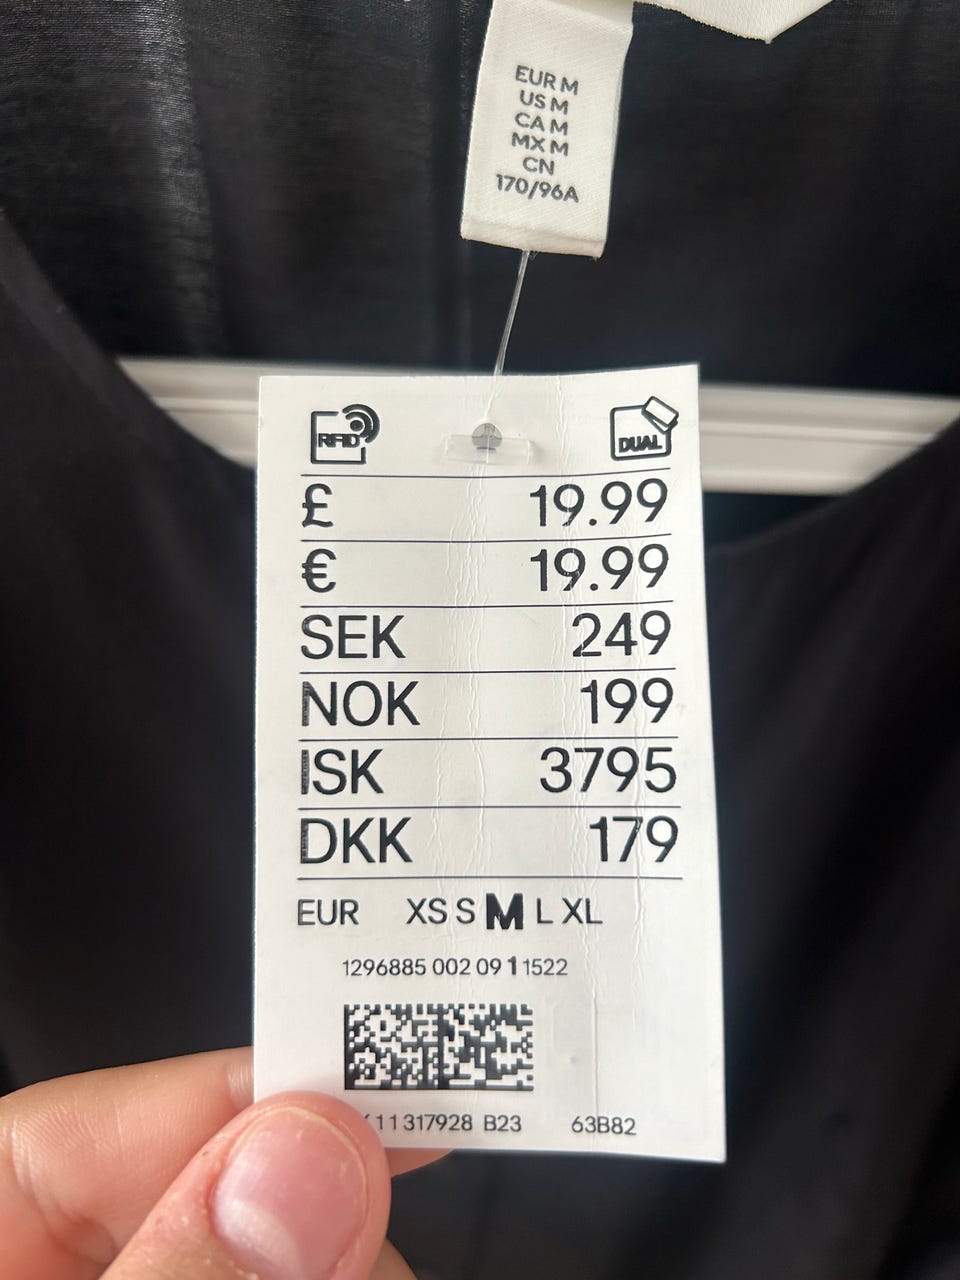 EUR M
US M
CA M
MX M
CN
170/96A
RFID
DUAL
£ 19.99
€ 19.99
SEK 249
NOK 199
ISK 3795
DKK 179
EUR XS S M L XL
1296885 002 09 1 1522
11317928 B23 63B82